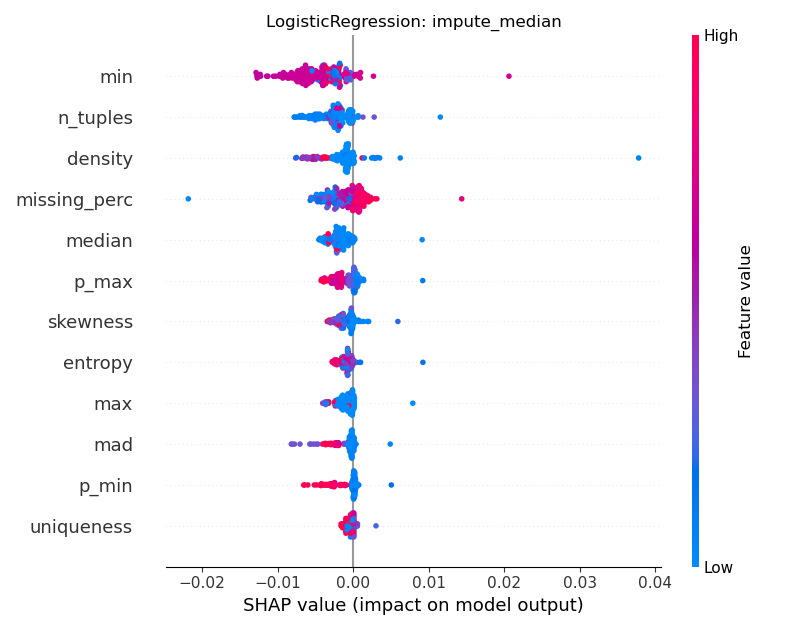 LogisticRegression: impute_median
High
min
n_tuples
density
missing_perc
median
p_max
skewness
entropy
max
mad
p_min
uniqueness
Feature value
Low
−0.02 −0.01 0.00 0.01 0.02 0.03 0.04
SHAP value (impact on model output)